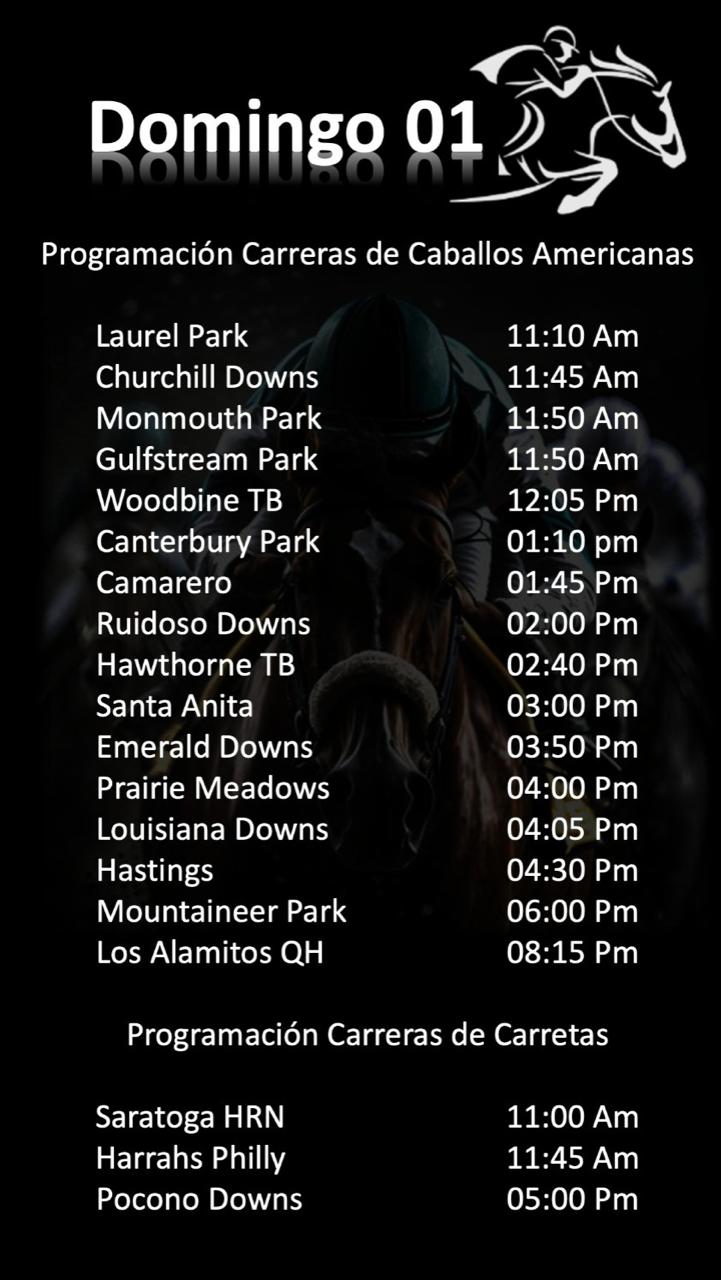 Domingo 01
Programación Carreras de Caballos Americanas
Laurel Park 11:10 Am
Churchill Downs 11:45 Am
Monmouth Park 11:50 Am
Gulfstream Park 11:50 Am
Woodbine TB 12:05 Pm
Canterbury Park 01:10 pm
Camarero 01:45 Pm
Ruidoso Downs 02:00 Pm
Hawthorne TB 02:40 Pm
Santa Anita 03:00 Pm
Emerald Downs 03:50 Pm
Prairie Meadows 04:00 Pm
Louisiana Downs 04:05 Pm
Hastings 04:30 Pm
Mountaineer Park 06:00 Pm
Los Alamitos QH 08:15 Pm
Programación Carreras de Carretas
Saratoga HRN 11:00 Am
Harrahs Philly 11:45 Am
Pocono Downs 05:00 Pm